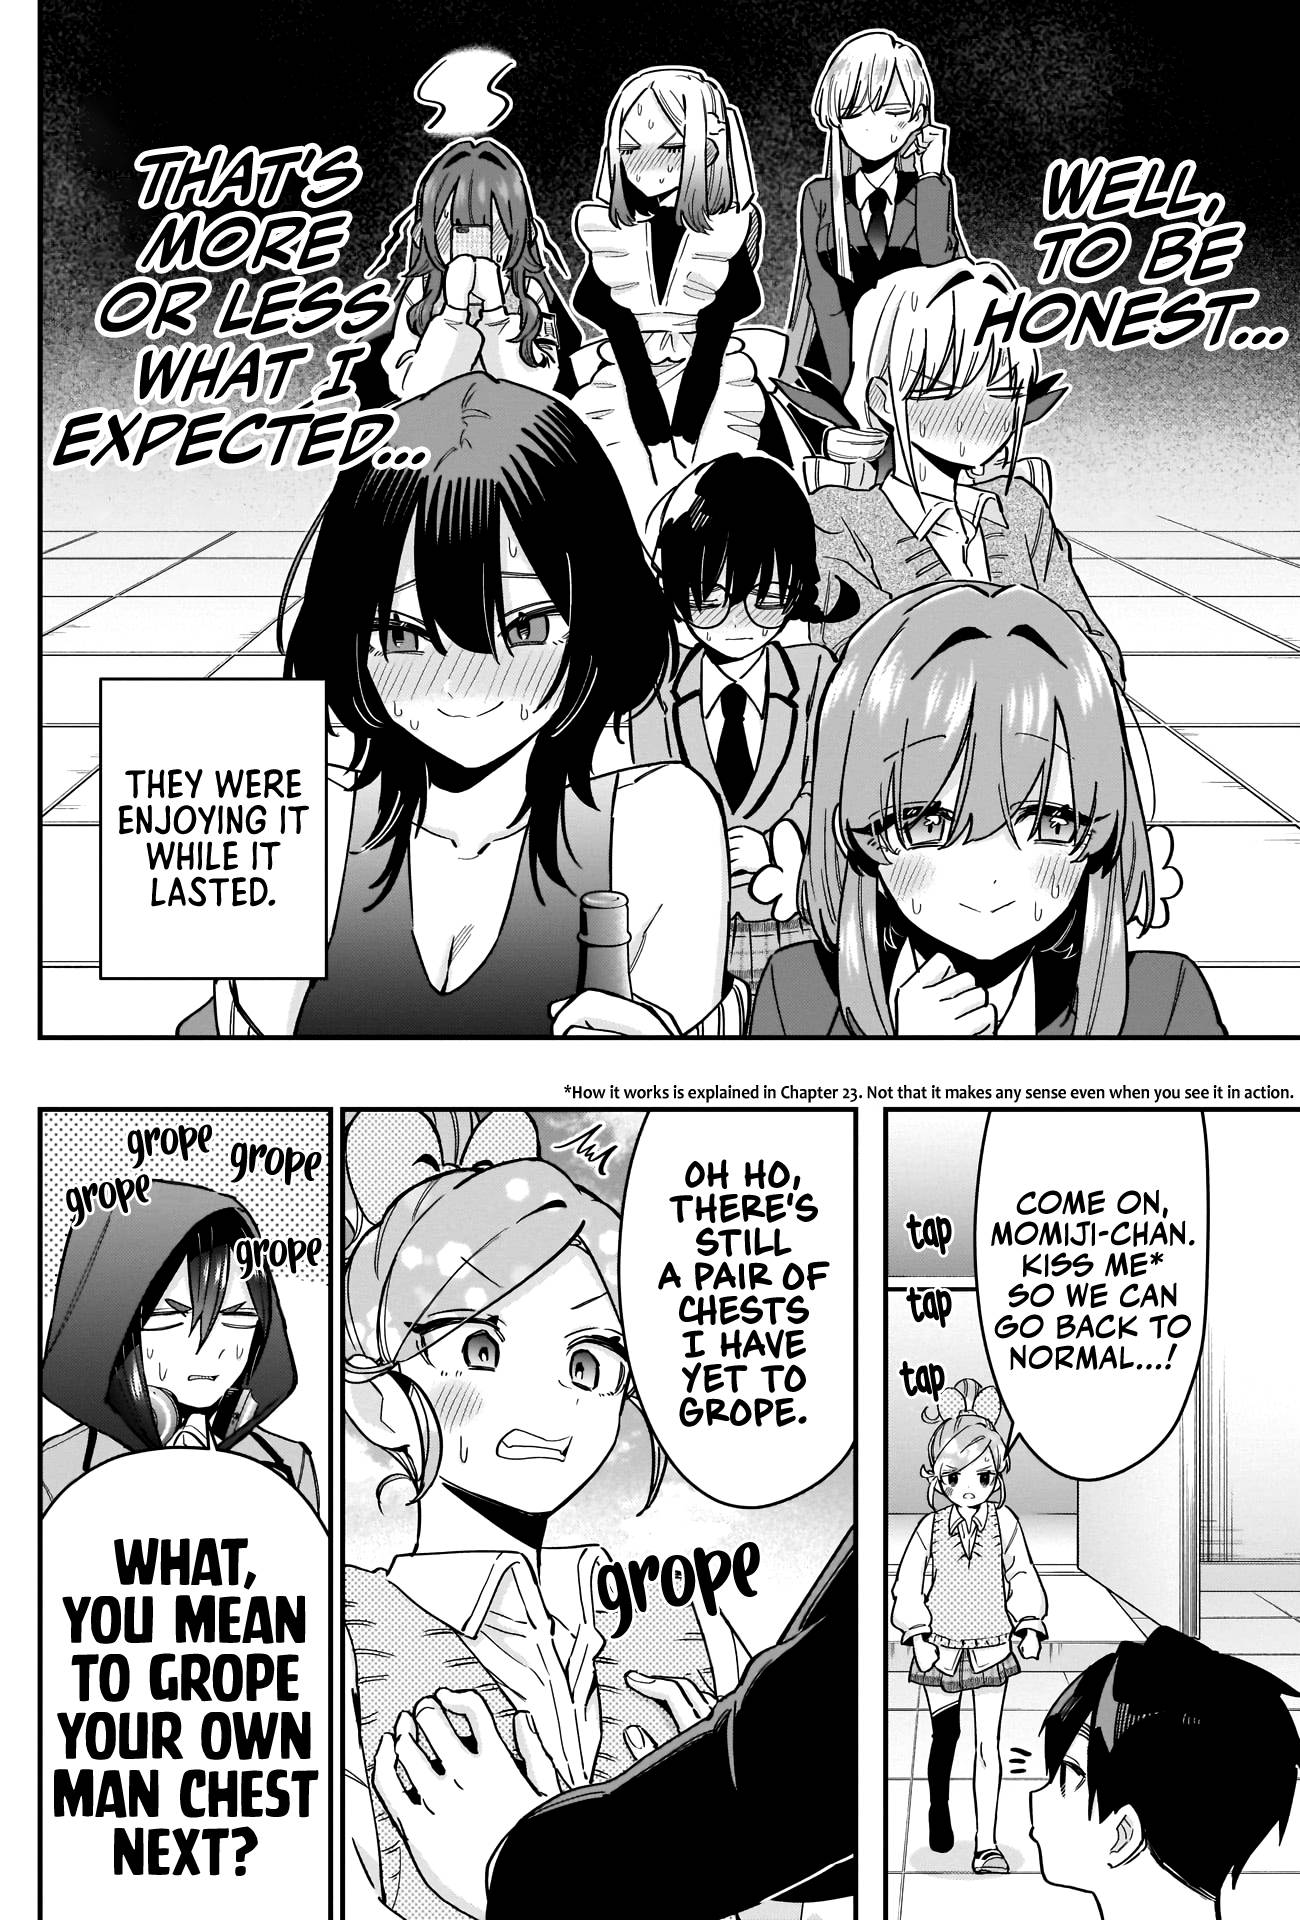 WELL,
TO BE
HONEST...
THAT'S
MORE
OR LESS
WHAT I
EXPECTED...
THEY WERE
ENJOYING IT
WHILE IT
LASTED.
*How it works is explained in Chapter 23. Not that it makes any sense even when you see it in action.
COME ON,
MOMIJI-CHAN.
KISS ME*
SO WE CAN
GO BACK TO
NORMAL...!
tap
tap
tap
OH HO,
THERE'S
STILL
A PAIR OF
CHESTS
I HAVE
YET TO
GROPE.
grope
grope
grope
grope
grope
WHAT,
YOU MEAN
TO GROPE
YOUR OWN
MAN CHEST
NEXT?